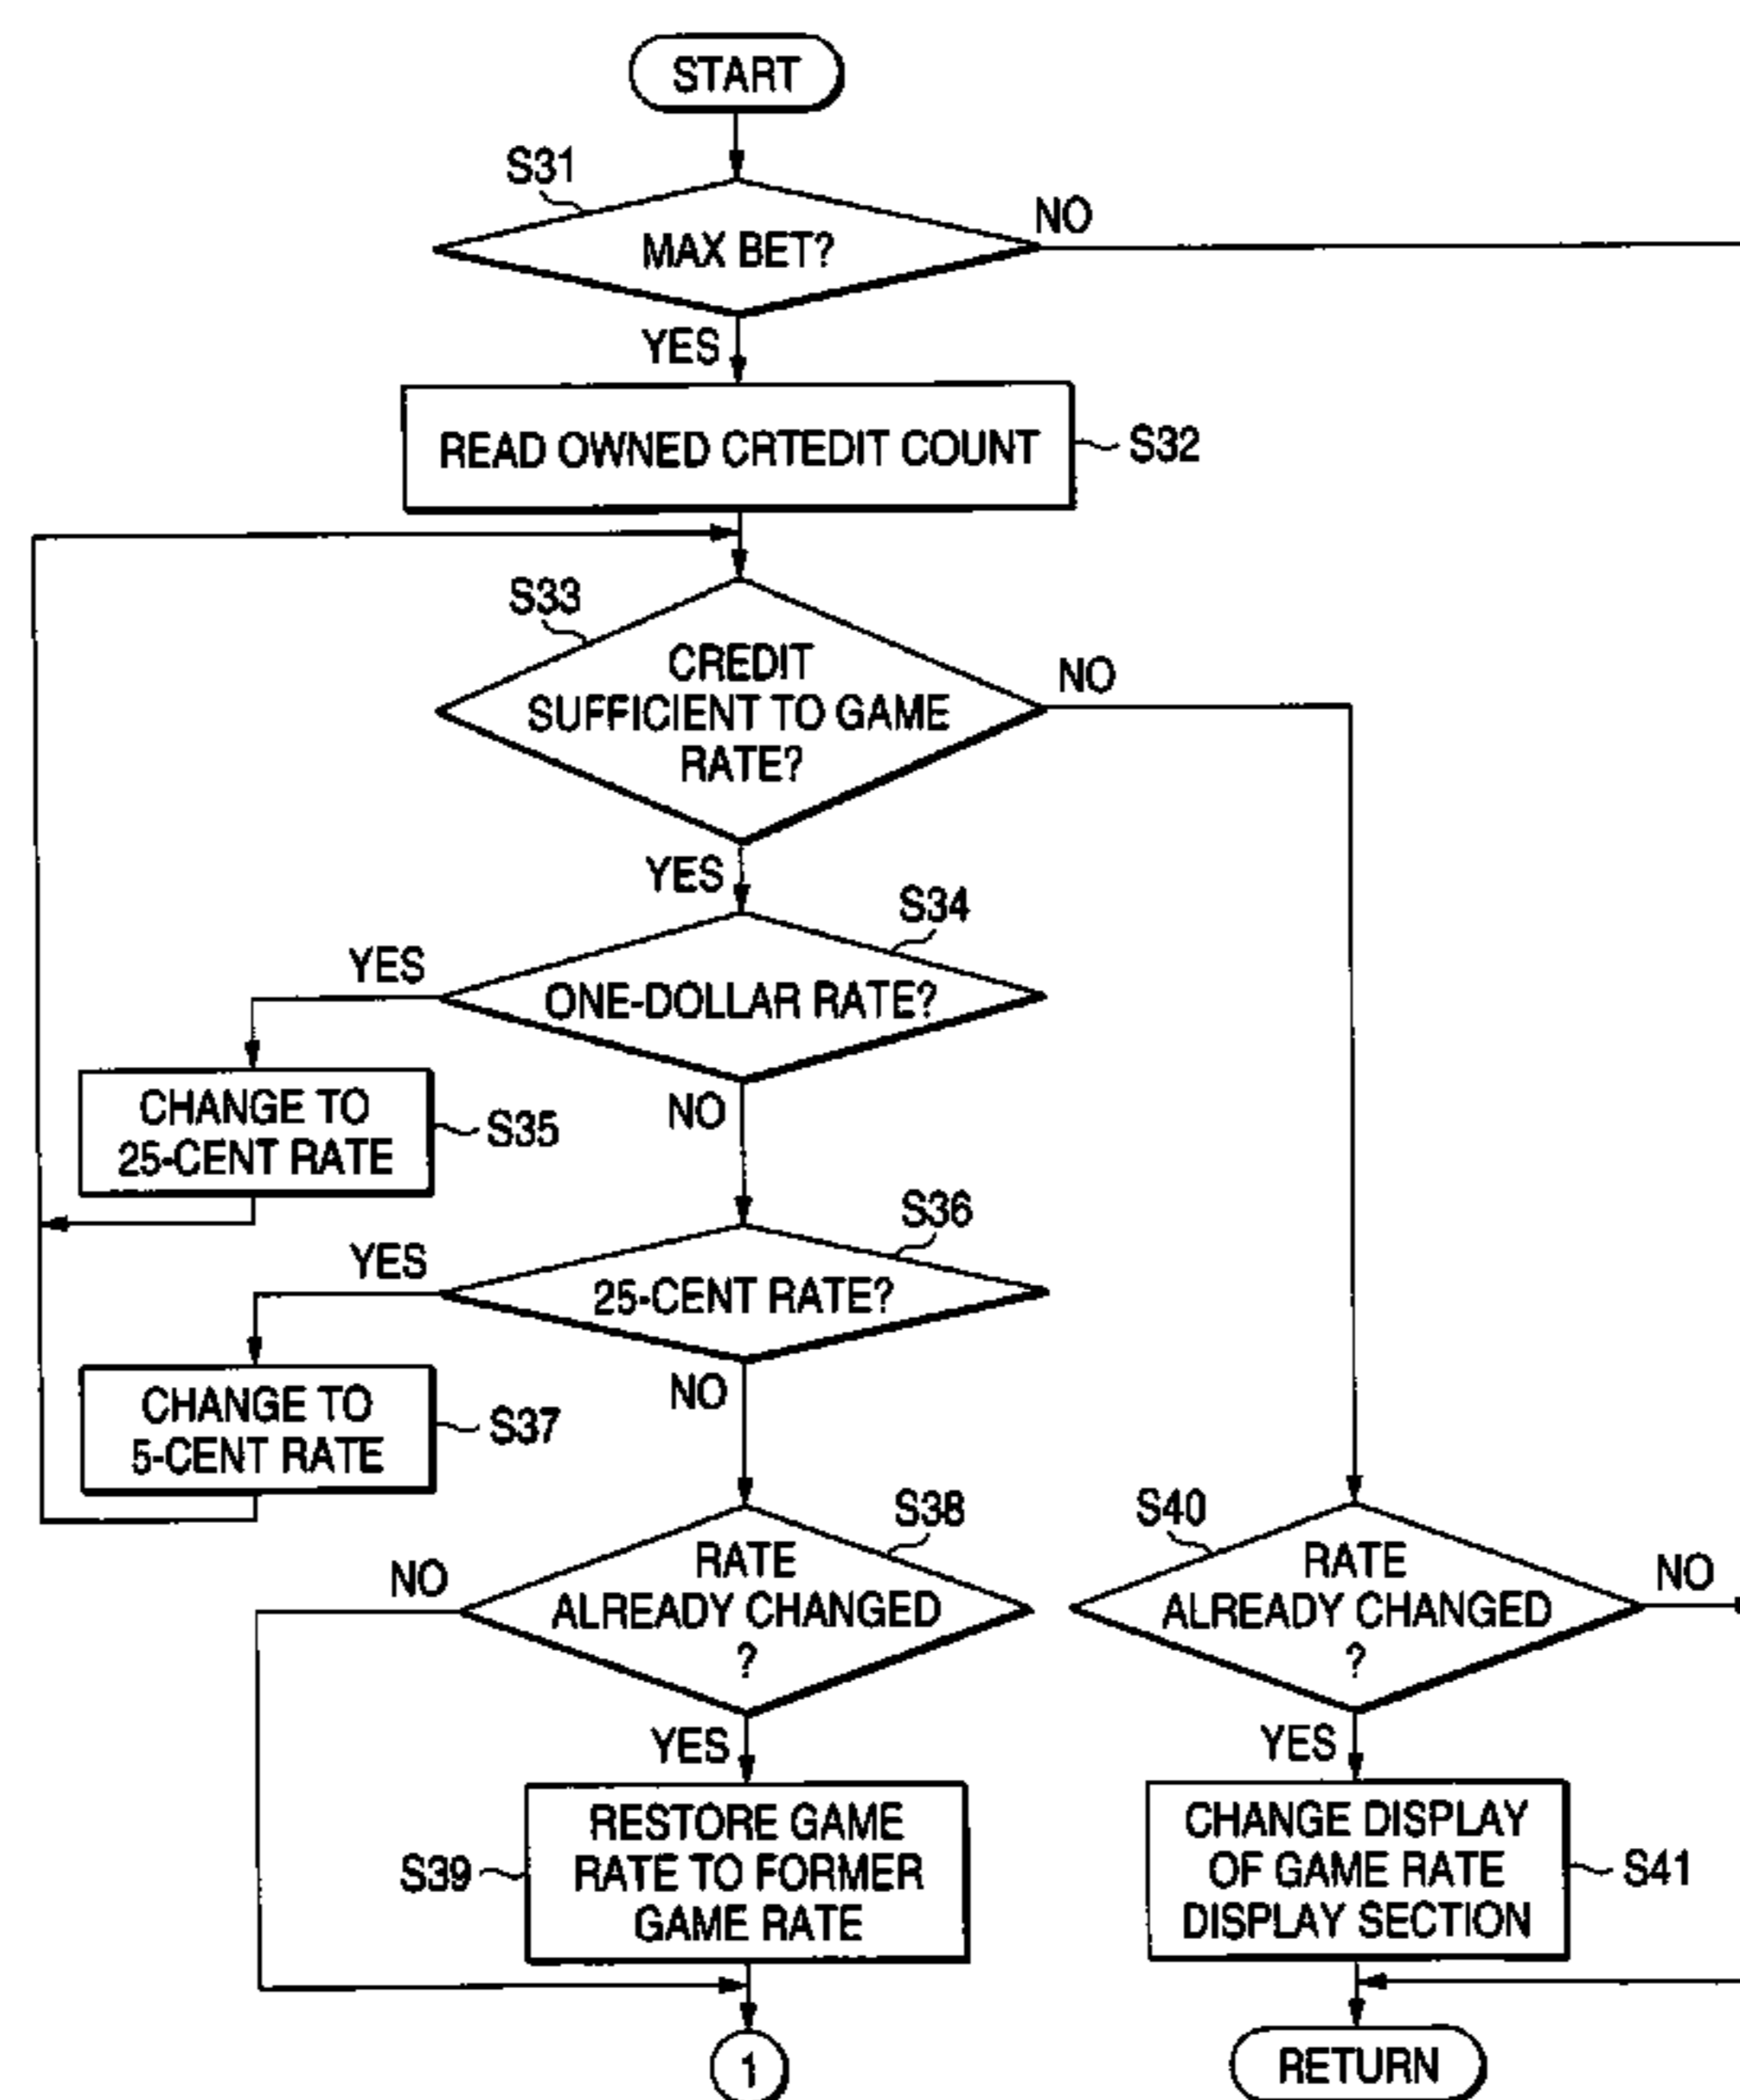 START
S31
MAX BET?
NO
YES
READ OWNED CRTEDIT COUNT
S32
S33
CREDIT
SUFFICIENT TO GAME
RATE?
NO
YES
S34
YES
ONE-DOLLAR RATE?
CHANGE TO
25-CENT RATE
S35
NO
S36
YES
25-CENT RATE?
CHANGE TO
5-CENT RATE
S37
NO
S38
NO
RATE
ALREADY CHANGED
?
S40
RATE
ALREADY CHANGED
?
NO
YES
RESTORE GAME
RATE TO FORMER
GAME RATE
S39
YES
CHANGE DISPLAY
OF GAME RATE
DISPLAY SECTION
S41
1
RETURN